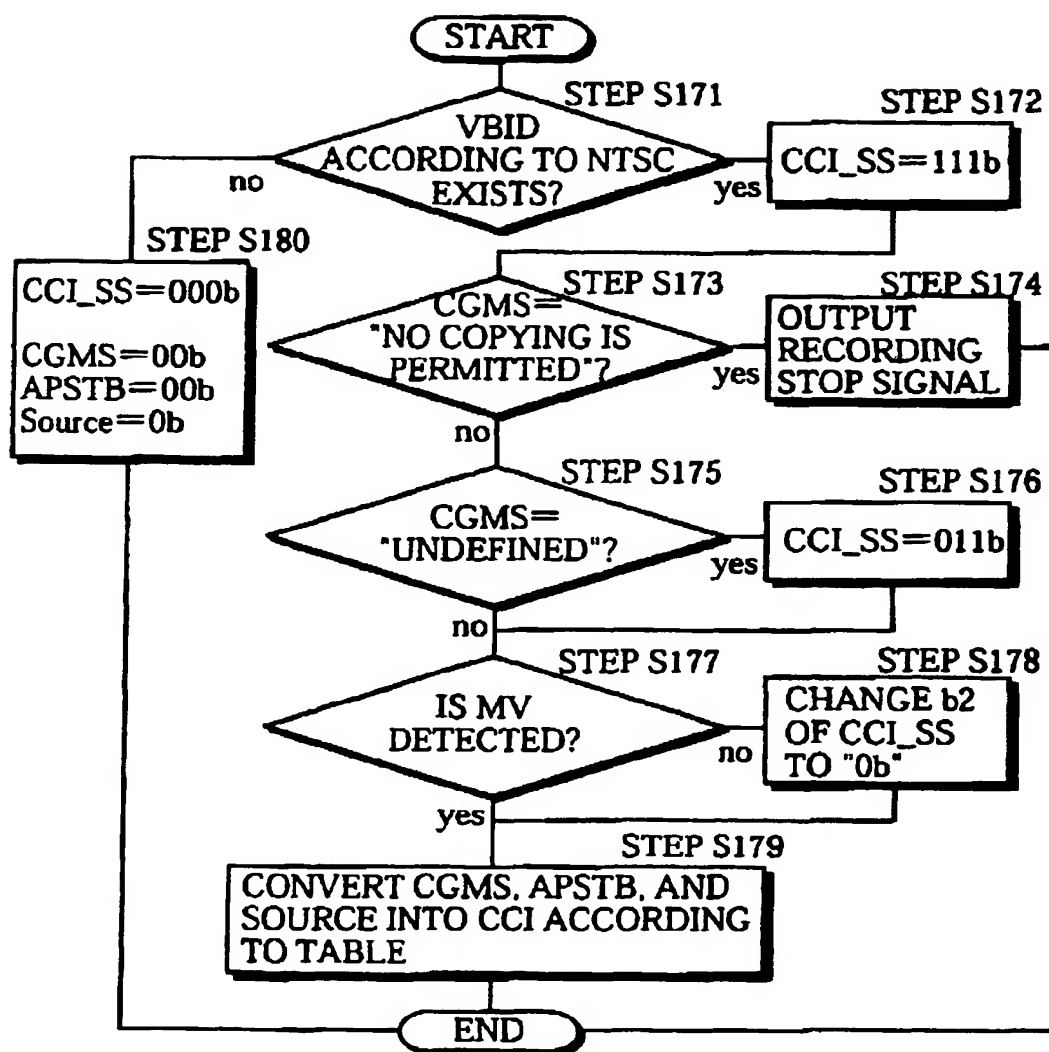 START
STEP S171
VBID
ACCORDING TO NTSC
EXISTS?
no
yes
STEP S172
CCI_SS=111b
STEP S180
CCI_SS=000b
CGMS=00b
APSTB=00b
Source=0b
STEP S173
CGMS=
"NO COPYING IS
PERMITTED"?
yes
no
STEP S174
OUTPUT
RECORDING
STOP SIGNAL
STEP S175
CGMS=
"UNDEFINED"?
yes
no
STEP S176
CCI_SS=011b
STEP S177
IS MV
DETECTED?
no
yes
STEP S178
CHANGE b2
OF CCI_SS
TO "0b"
STEP S179
CONVERT CGMS, APSTB, AND
SOURCE INTO CCI ACCORDING
TO TABLE
END